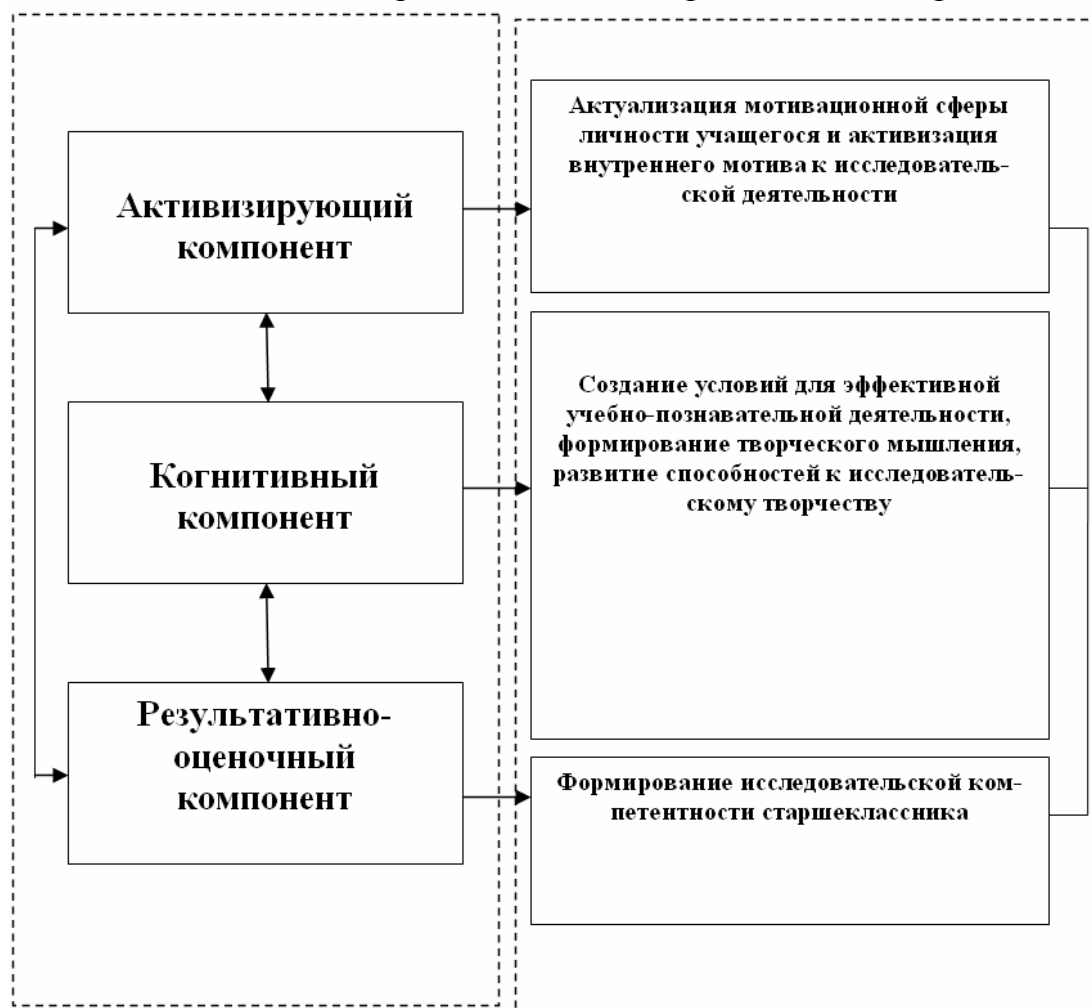 Активизирующий
компонент
Когнитивный
компонент
Результативно-
оценочный
компонент
Актуализация мотивационной сферы
личности учащегося и активизация
внутреннего мотива к исследователь-
ской деятельности
Создание условий для эффективной
учебно-познавательной деятельности,
формирование творческого мышления,
развитие способностей к исследователь-
скому творчеству
Формирование исследовательской ком-
петентности старшеклассника